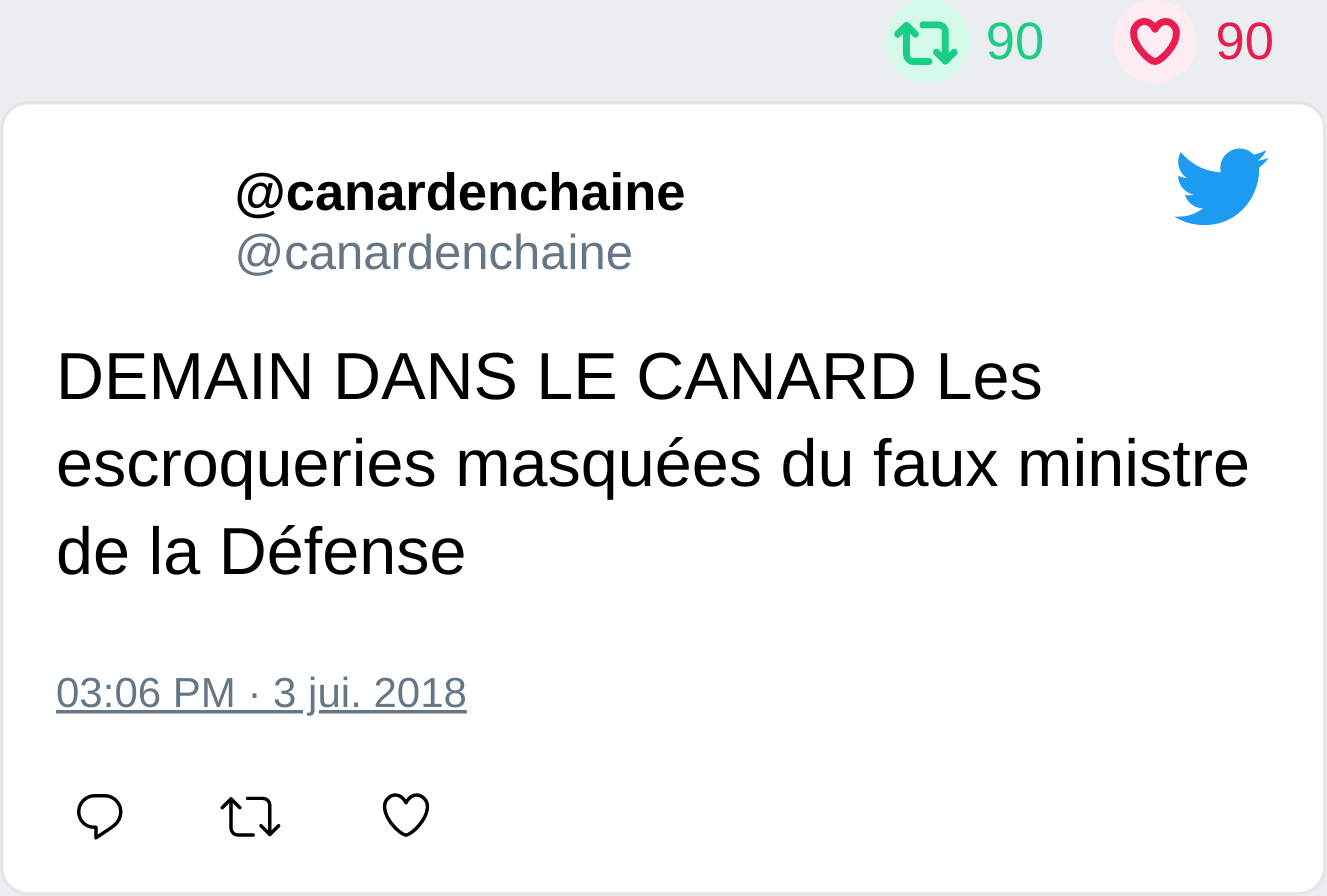 90 90
@canardenchaine
@canardenchaine
DEMAIN DANS LE CANARD Les
escroqueries masquées du faux ministre
de la Défense
03:06 PM · 3 jui. 2018